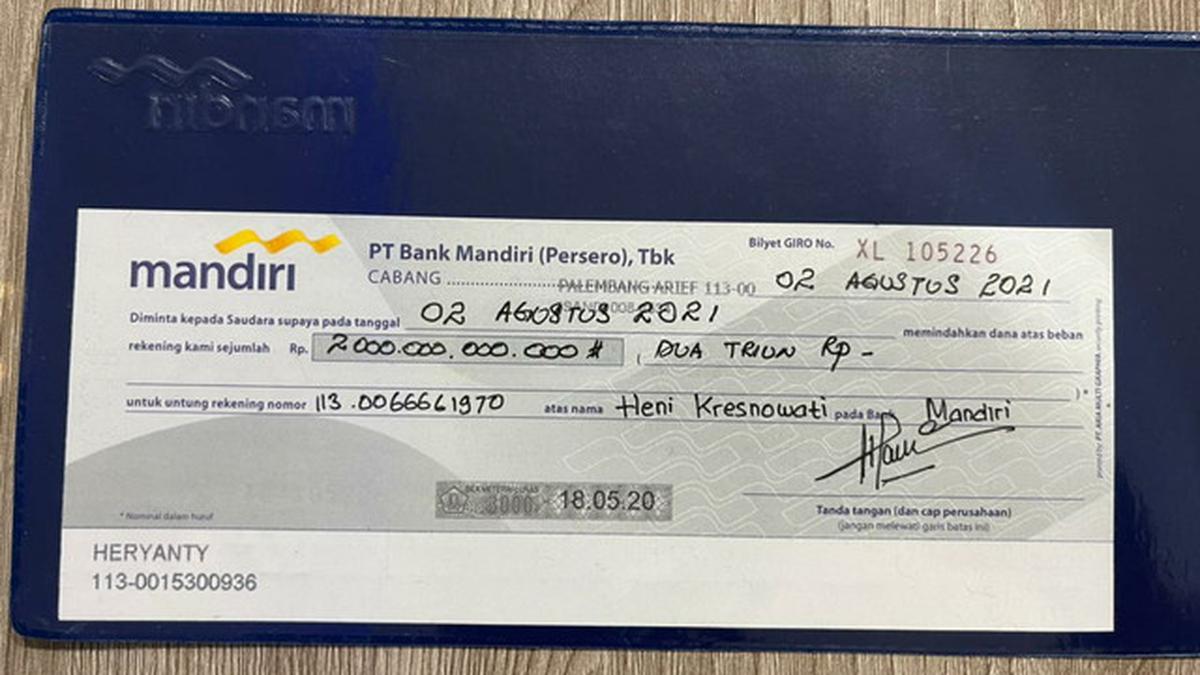 mandiri
mandiri
PT Bank Mandiri (Persero), Tbk
Bilyet GIRO No. XL 105226
CABANG ........................ PALEMBANG ARIEF 113-00 02 AGUSTUS 2021
Diminta kepada Saudara supaya pada tanggal 02 AGUSTUS 2021 memindahkan dana atas beban
rekening kami sejumlah Rp. 2000.000.000.000 # ( DUA TRIUN Rp -
)*
untuk untung rekening nomor 113.0066661970 atas nama Heni Kresnowati pada Bank Mandiri
3000 18.05.20
Tanda tangan (dan cap perusahaan)
(jangan melewati garis batas ini)
* Nominal dalam huruf
HERYANTY
113-0015300936